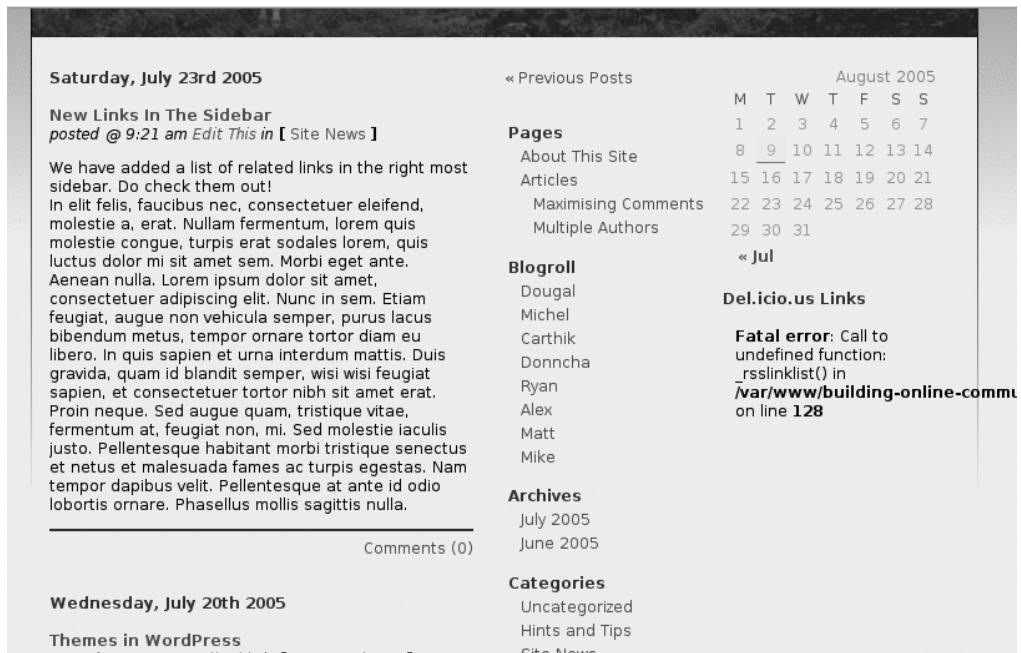 Saturday, July 23rd 2005
New Links In The Sidebar
posted @ 9:21 am Edit This in [ Site News ]
We have added a list of related links in the right most
sidebar. Do check them out!
In elit felis, faucibus nec, consectetuer eleifend,
molestie a, erat. Nullam fermentum, lorem quis
molestie congue, turpis erat sodales lorem, quis
luctus dolor mi sit amet sem. Morbi eget ante.
Aenean nulla. Lorem ipsum dolor sit amet,
consectetuer adipiscing elit. Nunc in sem. Etiam
feugiat, augue non vehicula semper, purus lacus
bibendum metus, tempor ornare tortor diam eu
libero. In quis sapien et urna interdum mattis. Duis
gravida, quam id blandit semper, wisi wisi feugiat
sapien, et consectetuer tortor nibh sit amet erat.
Proin neque. Sed augue quam, tristique vitae,
fermentum at, feugiat non, mi. Sed molestie iaculis
justo. Pellentesque habitant morbi tristique senectus
et netus et malesuada fames ac turpis egestas. Nam
tempor dapibus velit. Pellentesque at ante id odio
lobortis ornare. Phasellus mollis sagittis nulla.
Comments (0)
Wednesday, July 20th 2005
Themes in WordPress
« Previous Posts
Pages
About This Site
Articles
Maximising Comments
Multiple Authors
Blogroll
Dougal
Michel
Carthik
Donncha
Ryan
Alex
Matt
Mike
Archives
July 2005
June 2005
Categories
Uncategorized
Hints and Tips
Site News
August 2005
M T W T F S S
1 2 3 4 5 6 7
8 9 10 11 12 13 14
15 16 17 18 19 20 21
22 23 24 25 26 27 28
29 30 31
« Jul
Del.icio.us Links
Fatal error: Call to
undefined function:
_rsslinklist() in
/var/www/building-online-commu
on line 128